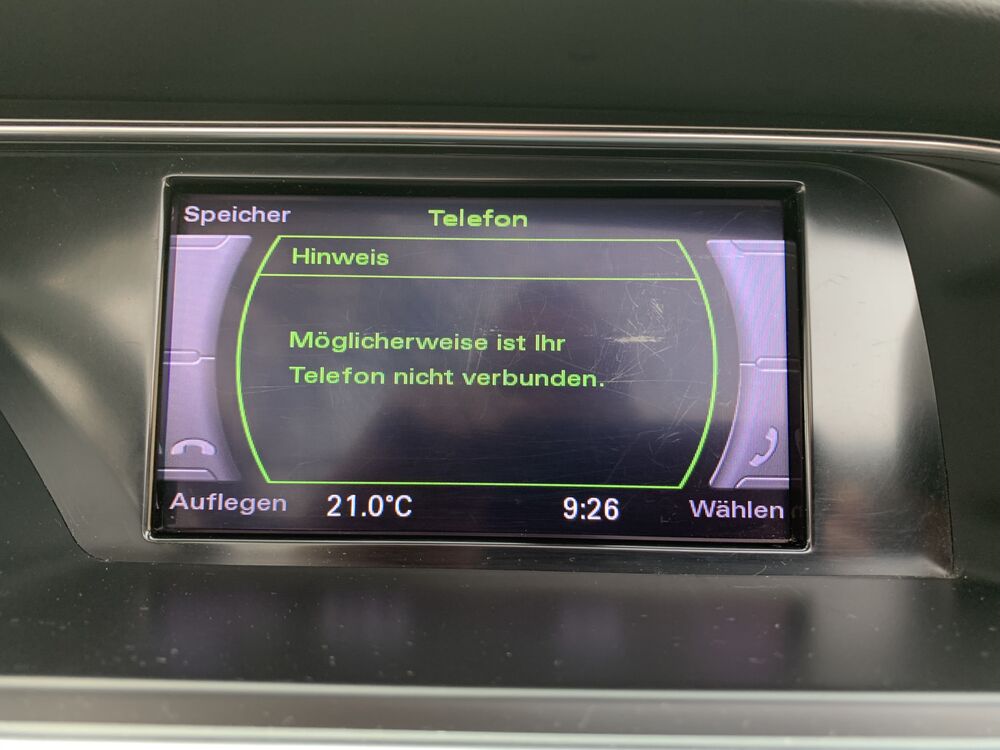 Speicher
Telefon
Hinweis
Möglicherweise ist Ihr
Telefon nicht verbunden.
Auflegen
21.0°C
9:26
Wählen